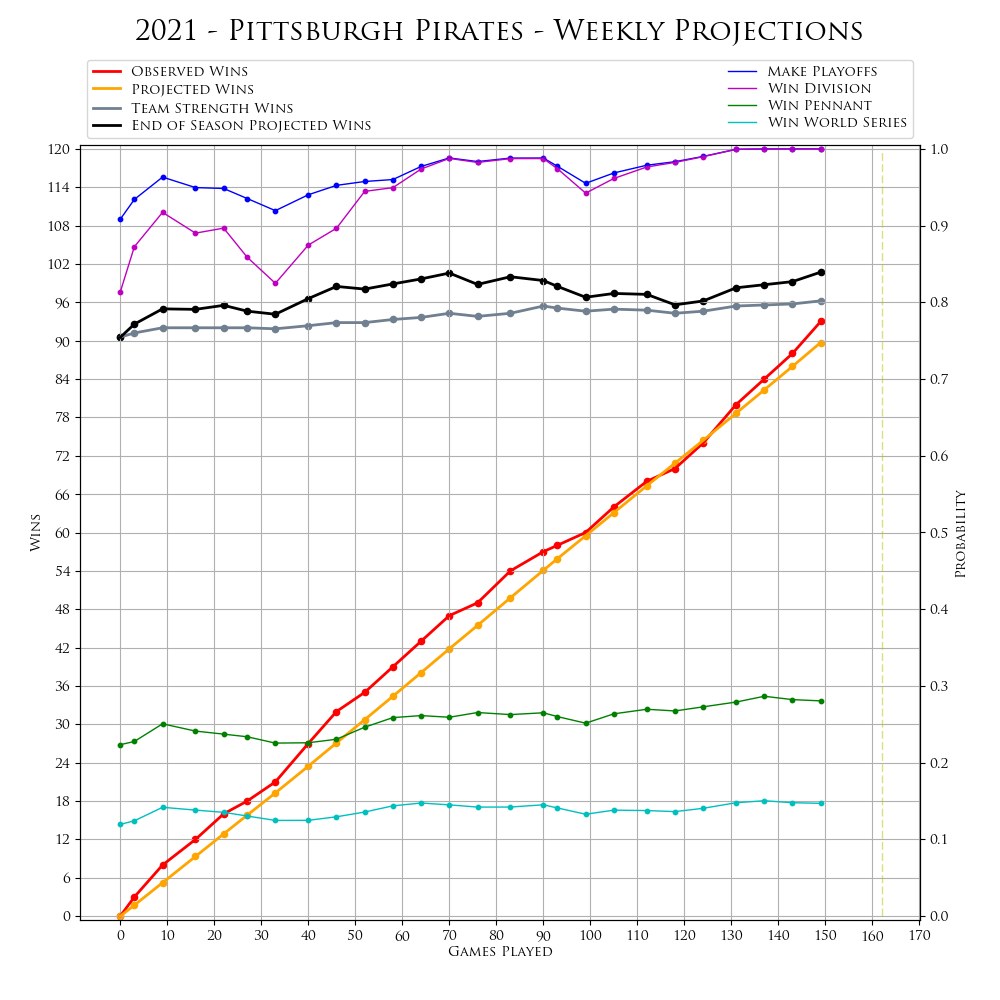 2021 - Pittsburgh Pirates - Weekly Projections
Observed Wins
Projected Wins
Team Strength Wins
End of Season Projected Wins
Make Playoffs
Win Division
Win Pennant
Win World Series
120
114
108
102
96
90
84
78
72
66
60
54
48
42
36
30
24
18
12
6
0
Wins
1.0
0.9
0.8
0.7
0.6
0.5
0.4
0.3
0.2
0.1
0.0
Probability
0 10 20 30 40 50 60 70 80 90 100 110 120 130 140 150 160 170
Games Played